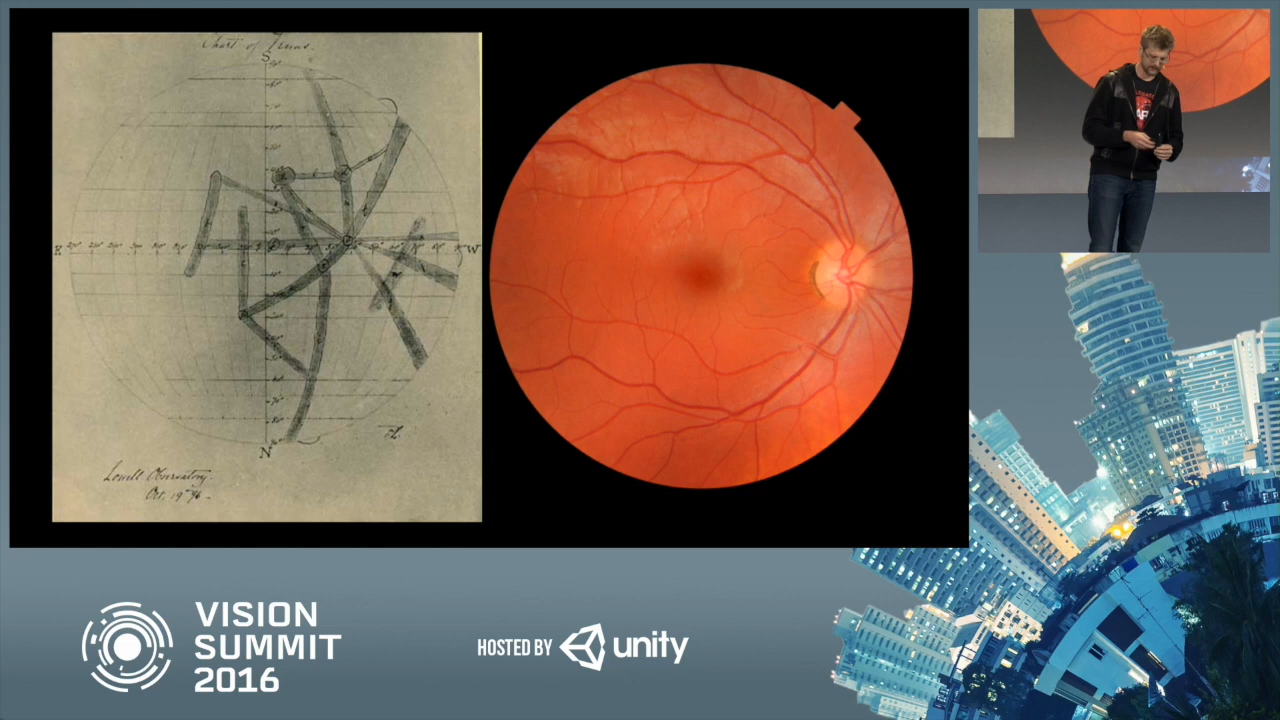 Chart of Venus.
S
E
W
N
Lowell Observatory.
Oct. 19 '96 -
VISION
SUMMIT
2016
HOSTED BY unity